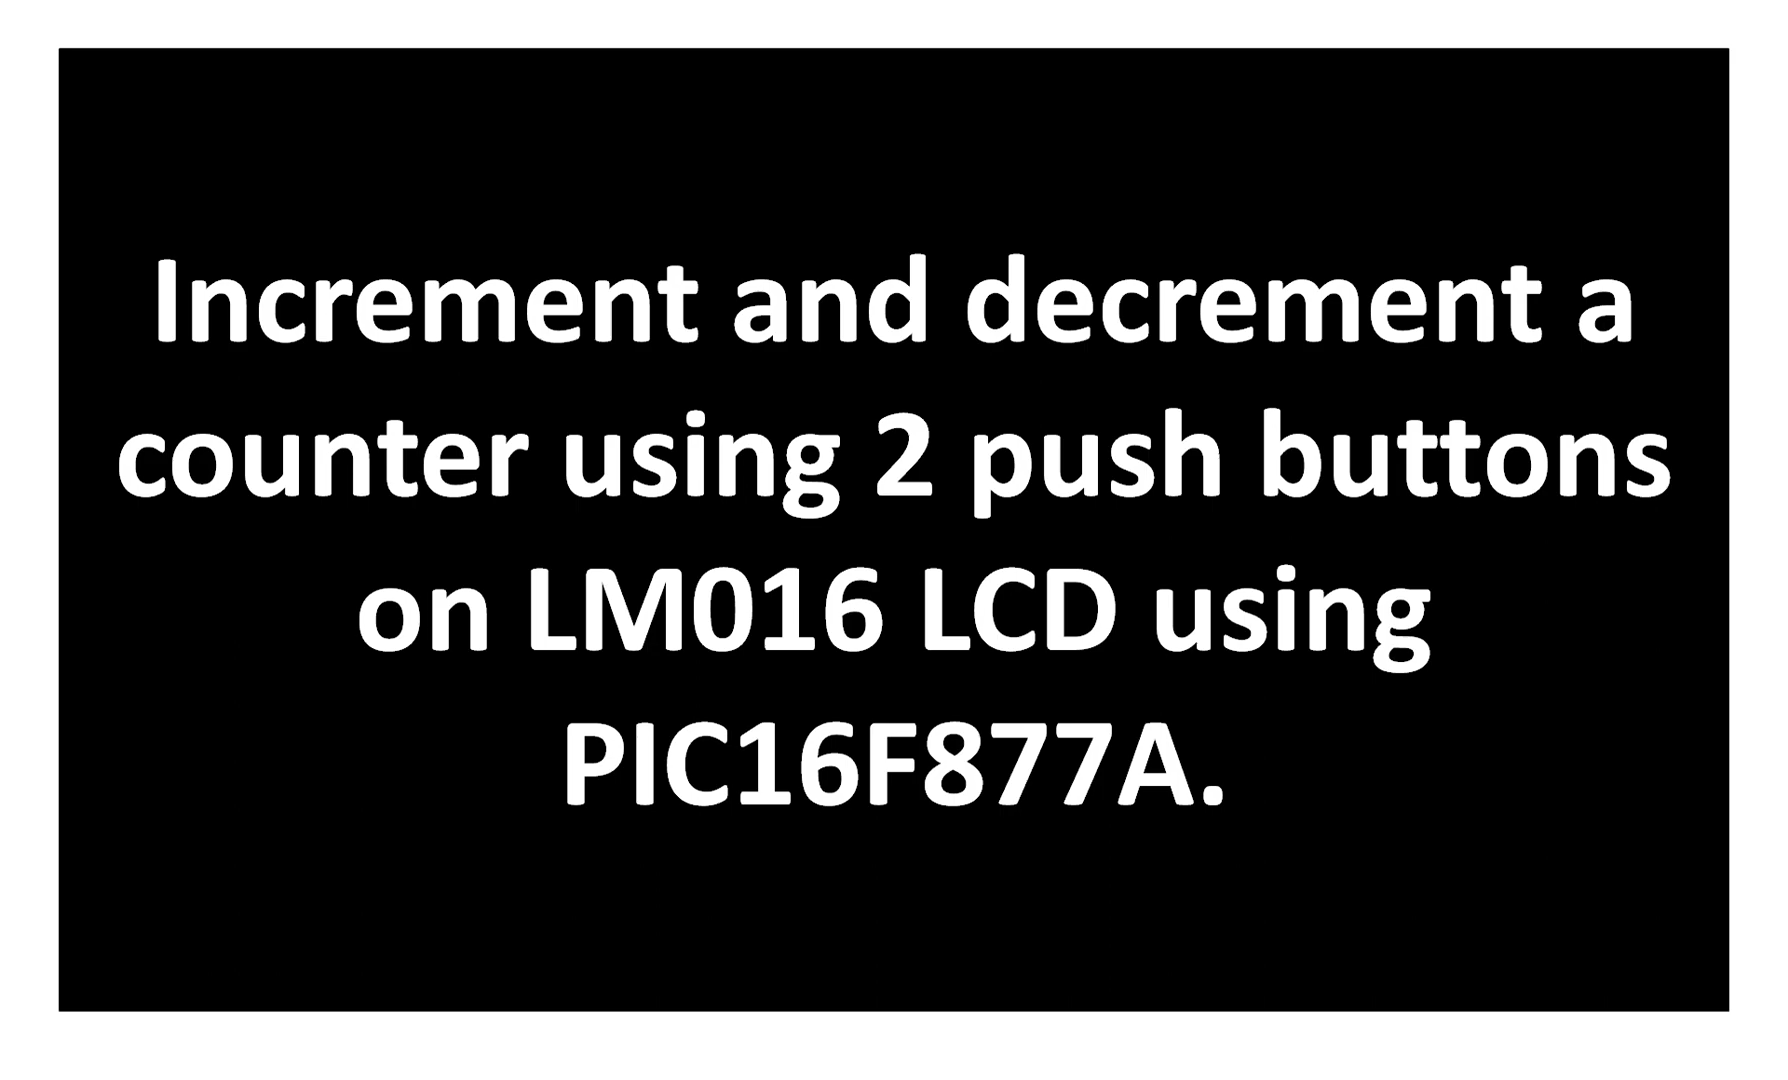 Increment and decrement a
counter using 2 push buttons
on LM016 LCD using
PIC16F877A.